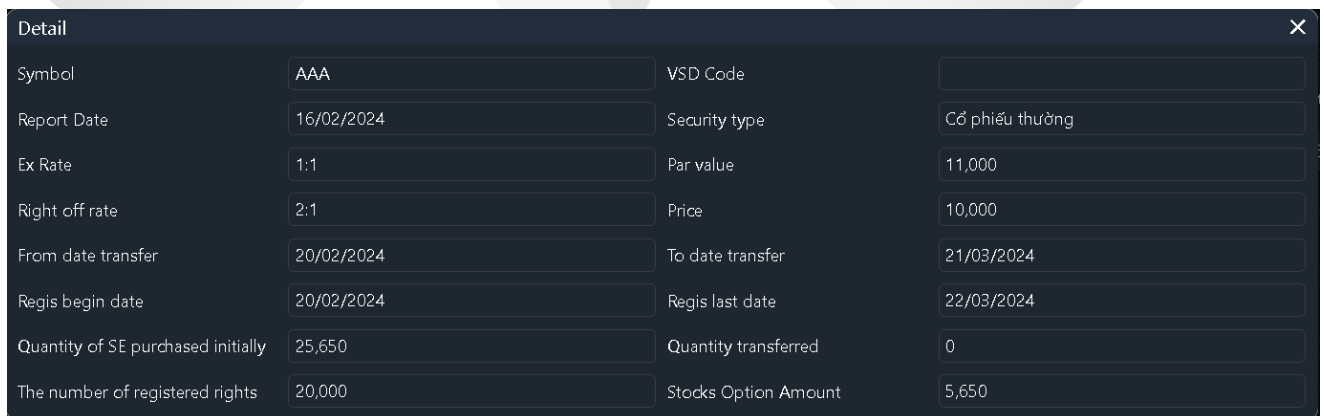 Detail
Symbol AAA VSD Code
Report Date 16/02/2024 Security type Cổ phiếu thường
Ex Rate 1:1 Par value 11,000
Right off rate 2:1 Price 10,000
From date transfer 20/02/2024 To date transfer 21/03/2024
Regis begin date 20/02/2024 Regis last date 22/03/2024
Quantity of SE purchased initially 25,650 Quantity transferred 0
The number of registered rights 20,000 Stocks Option Amount 5,650